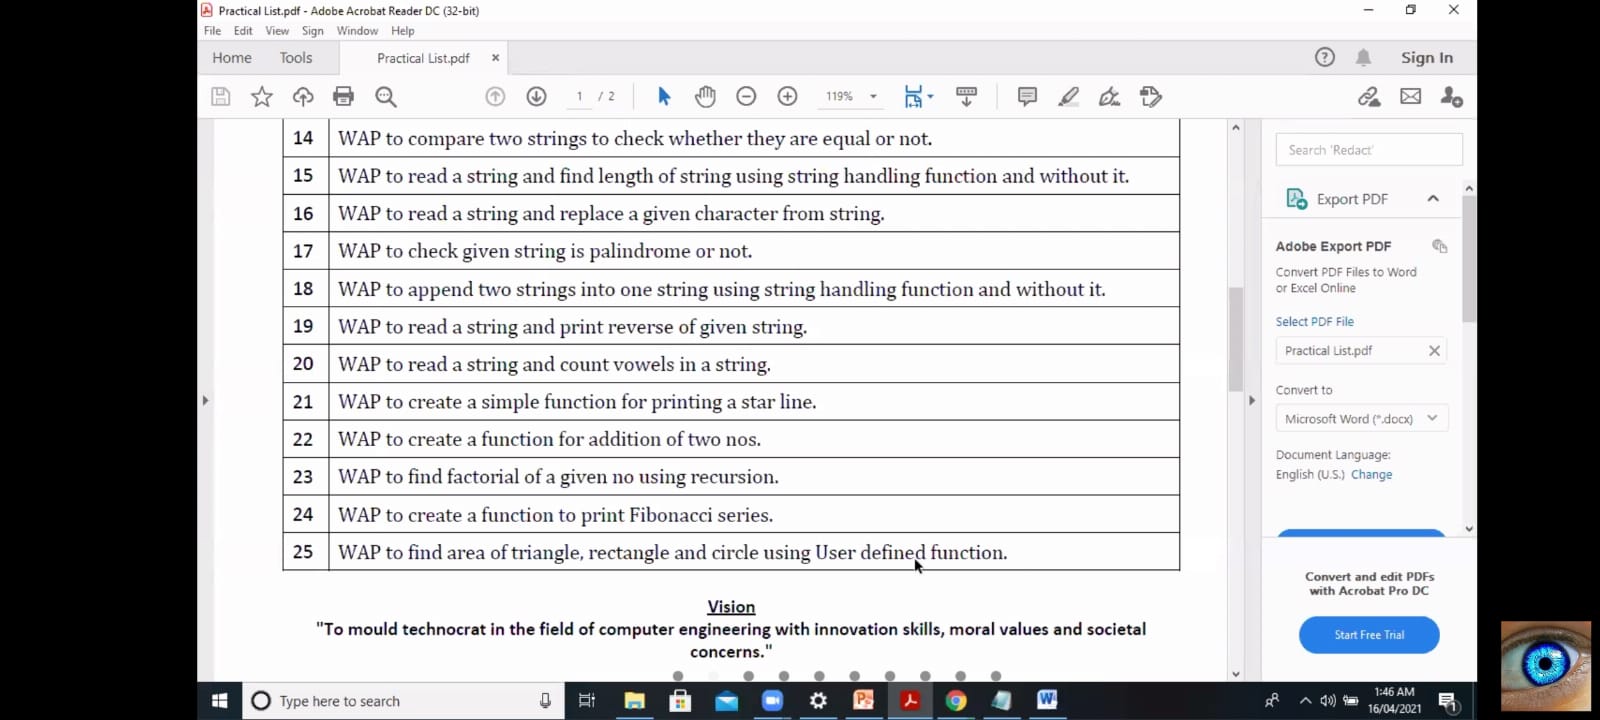 Practical List.pdf - Adobe Acrobat Reader DC (32-bit)
File Edit View Sign Window Help
Home Tools Practical List.pdf × Sign In
1 / 2 119%
14 WAP to compare two strings to check whether they are equal or not.
15 WAP to read a string and find length of string using string handling function and without it.
16 WAP to read a string and replace a given character from string.
17 WAP to check given string is palindrome or not.
18 WAP to append two strings into one string using string handling function and without it.
19 WAP to read a string and print reverse of given string.
20 WAP to read a string and count vowels in a string.
21 WAP to create a simple function for printing a star line.
22 WAP to create a function for addition of two nos.
23 WAP to find factorial of a given no using recursion.
24 WAP to create a function to print Fibonacci series.
25 WAP to find area of triangle, rectangle and circle using User defined function.
Vision
"To mould technocrat in the field of computer engineering with innovation skills, moral values and societal
concerns."
Search 'Redact'
Export PDF
Adobe Export PDF
Convert PDF Files to Word
or Excel Online
Select PDF File
Practical List.pdf
Convert to
Microsoft Word (*.docx)
Document Language:
English (U.S.) Change
Convert and edit PDFs
with Acrobat Pro DC
Start Free Trial
Type here to search
1:46 AM
16/04/2021
1